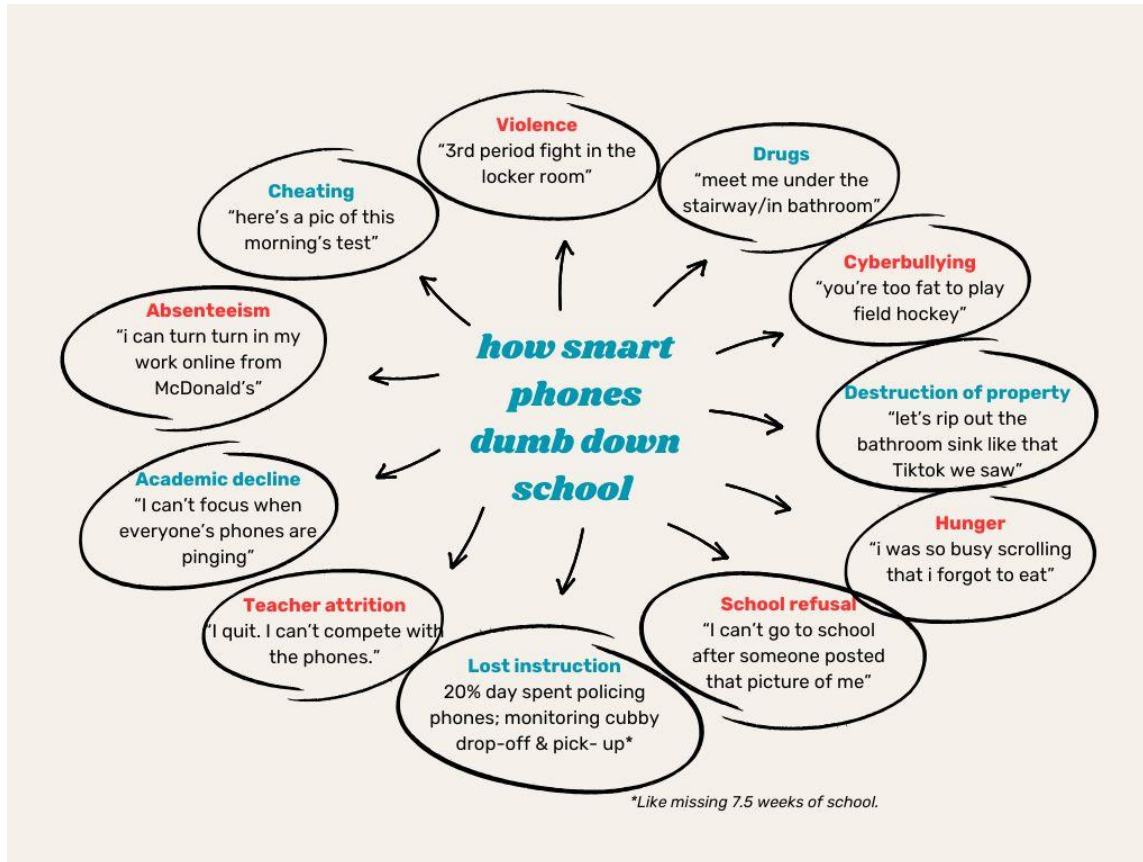 how smart
phones
dumb down
school
Violence
“3rd period fight in the
locker room”
Drugs
“meet me under the
stairway/in bathroom”
Cyberbullying
“you’re too fat to play
field hockey”
Destruction of property
“let’s rip out the
bathroom sink like that
Tiktok we saw”
Hunger
“i was so busy scrolling
that i forgot to eat”
School refusal
“I can’t go to school
after someone posted
that picture of me”
Lost instruction
20% day spent policing
phones; monitoring cubby
drop-off & pick- up*
*Like missing 7.5 weeks of school.
Teacher attrition
“I quit. I can’t compete with
the phones.”
Academic decline
“I can’t focus when
everyone’s phones are
pinging”
Absenteeism
“i can turn turn in my
work online from
McDonald’s”
Cheating
“here’s a pic of this
morning’s test”